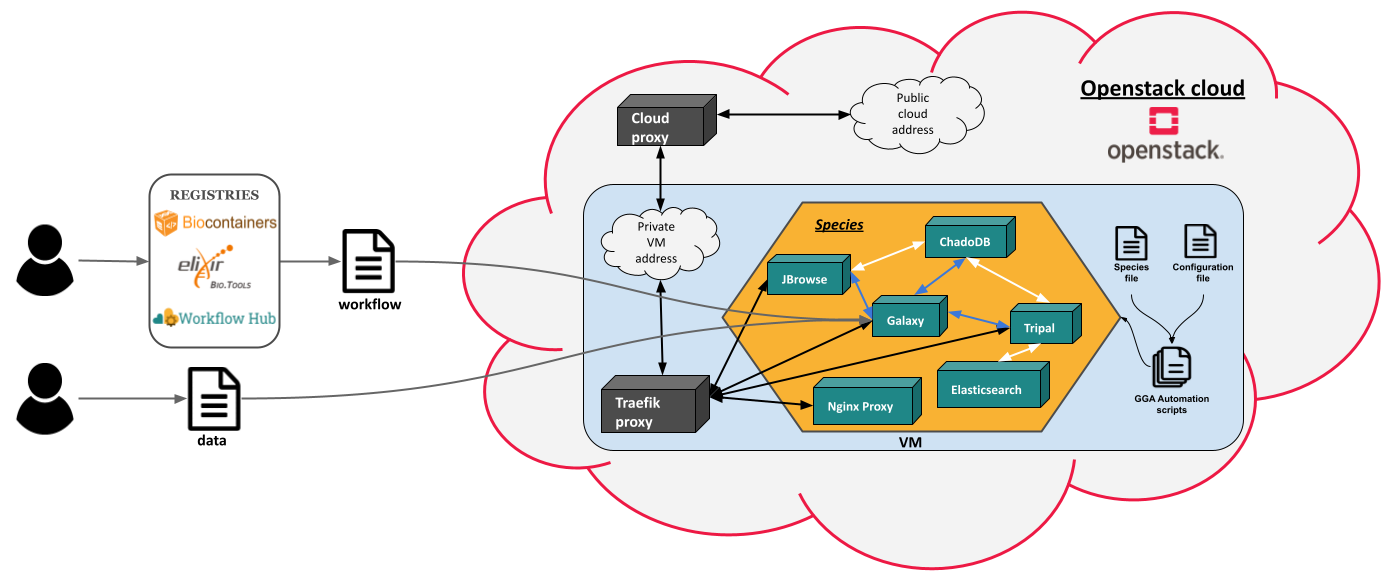 Openstack cloud
openstack.
Public
cloud
address
Cloud
proxy
REGISTRIES
Biocontainers
elixir
BIO.TOOLS
Workflow Hub
workflow
data
Private
VM
address
Traefik
proxy
Species
ChadoDB
JBrowse
Galaxy
Tripal
Elasticsearch
Nginx Proxy
VM
Species
file
Configuration
file
GGA Automation
scripts